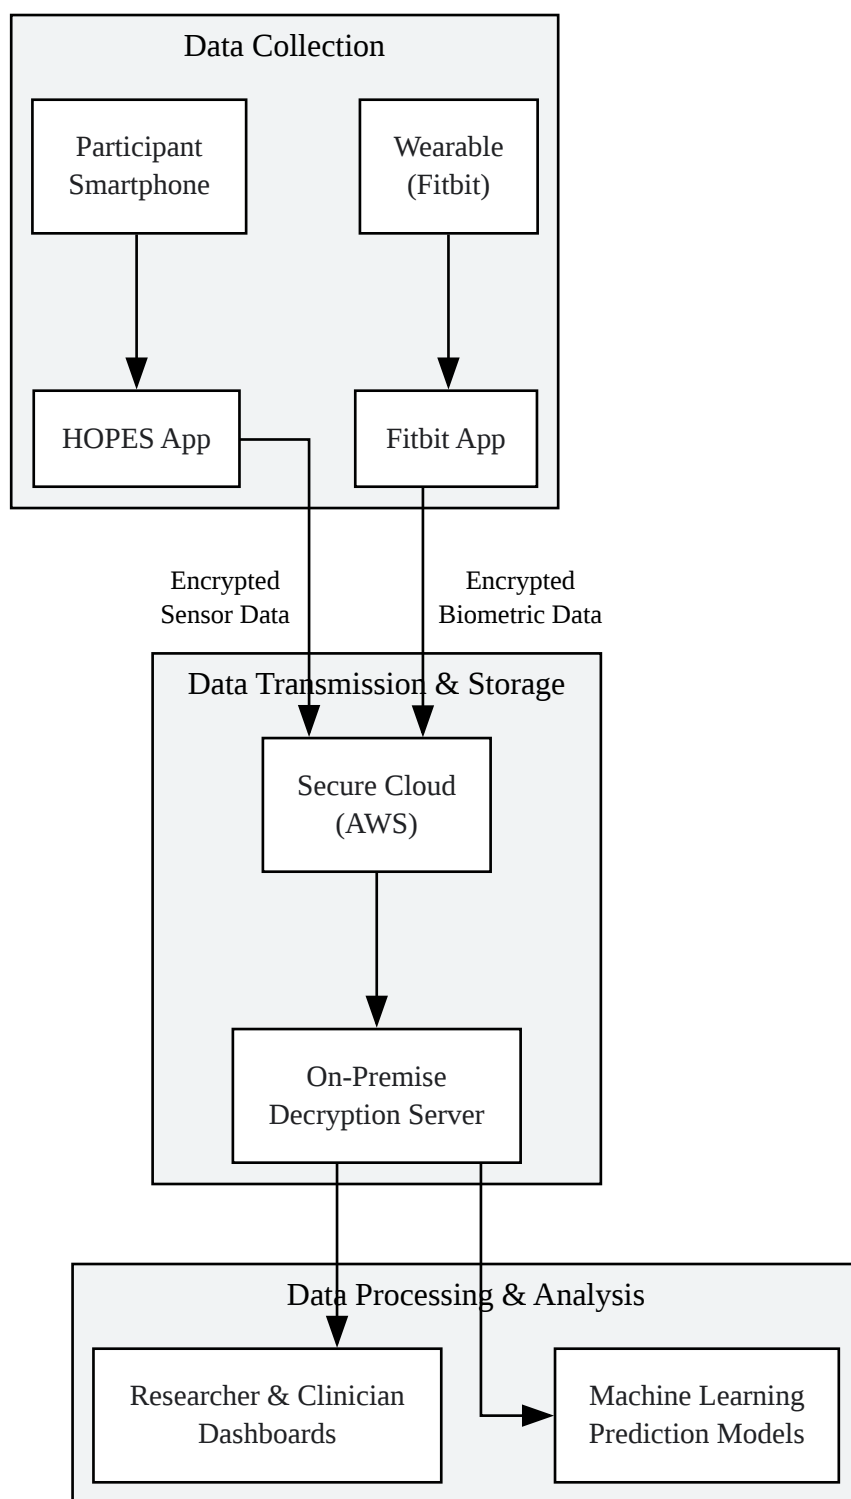 Data Collection
Participant
Smartphone
Wearable
(Fitbit)
HOPES App
Fitbit App
Encrypted
Sensor Data
Encrypted
Biometric Data
Data Transmission & Storage
Secure Cloud
(AWS)
On-Premise
Decryption Server
Data Processing & Analysis
Researcher & Clinician
Dashboards
Machine Learning
Prediction Models